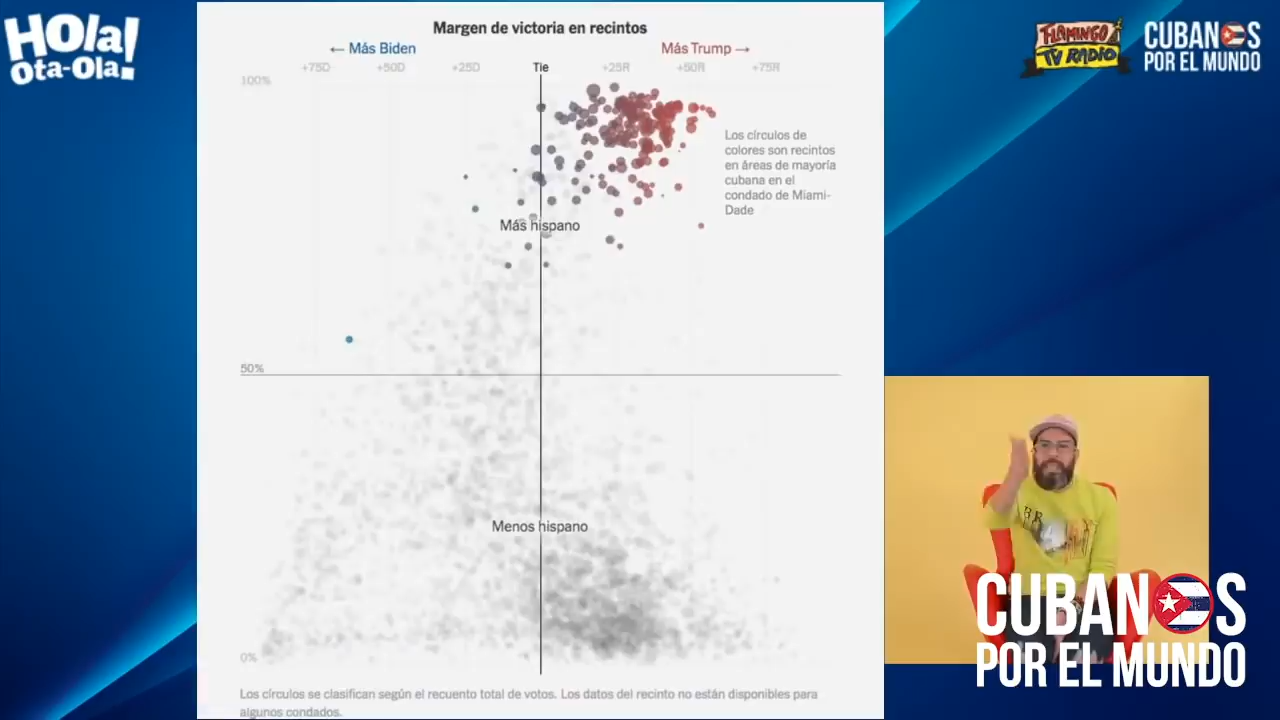 HOla!
Ota-Ola!
FLAMINGO
TV RADIO
CUBANOS
POR EL MUNDO
Margen de victoria en recintos
← Más Biden
Más Trump →
+75D
+50D
+25D
Tie
+25R
+50R
+75R
100%
Los círculos de
colores son recintos
en áreas de mayoría
cubana en el
condado de Miami-
Dade
Más hispano
50%
Menos hispano
0%
Los círculos se clasifican según el recuento total de votos. Los datos del recinto no están disponibles para
algunos condados.
CUBANOS
POR EL MUNDO